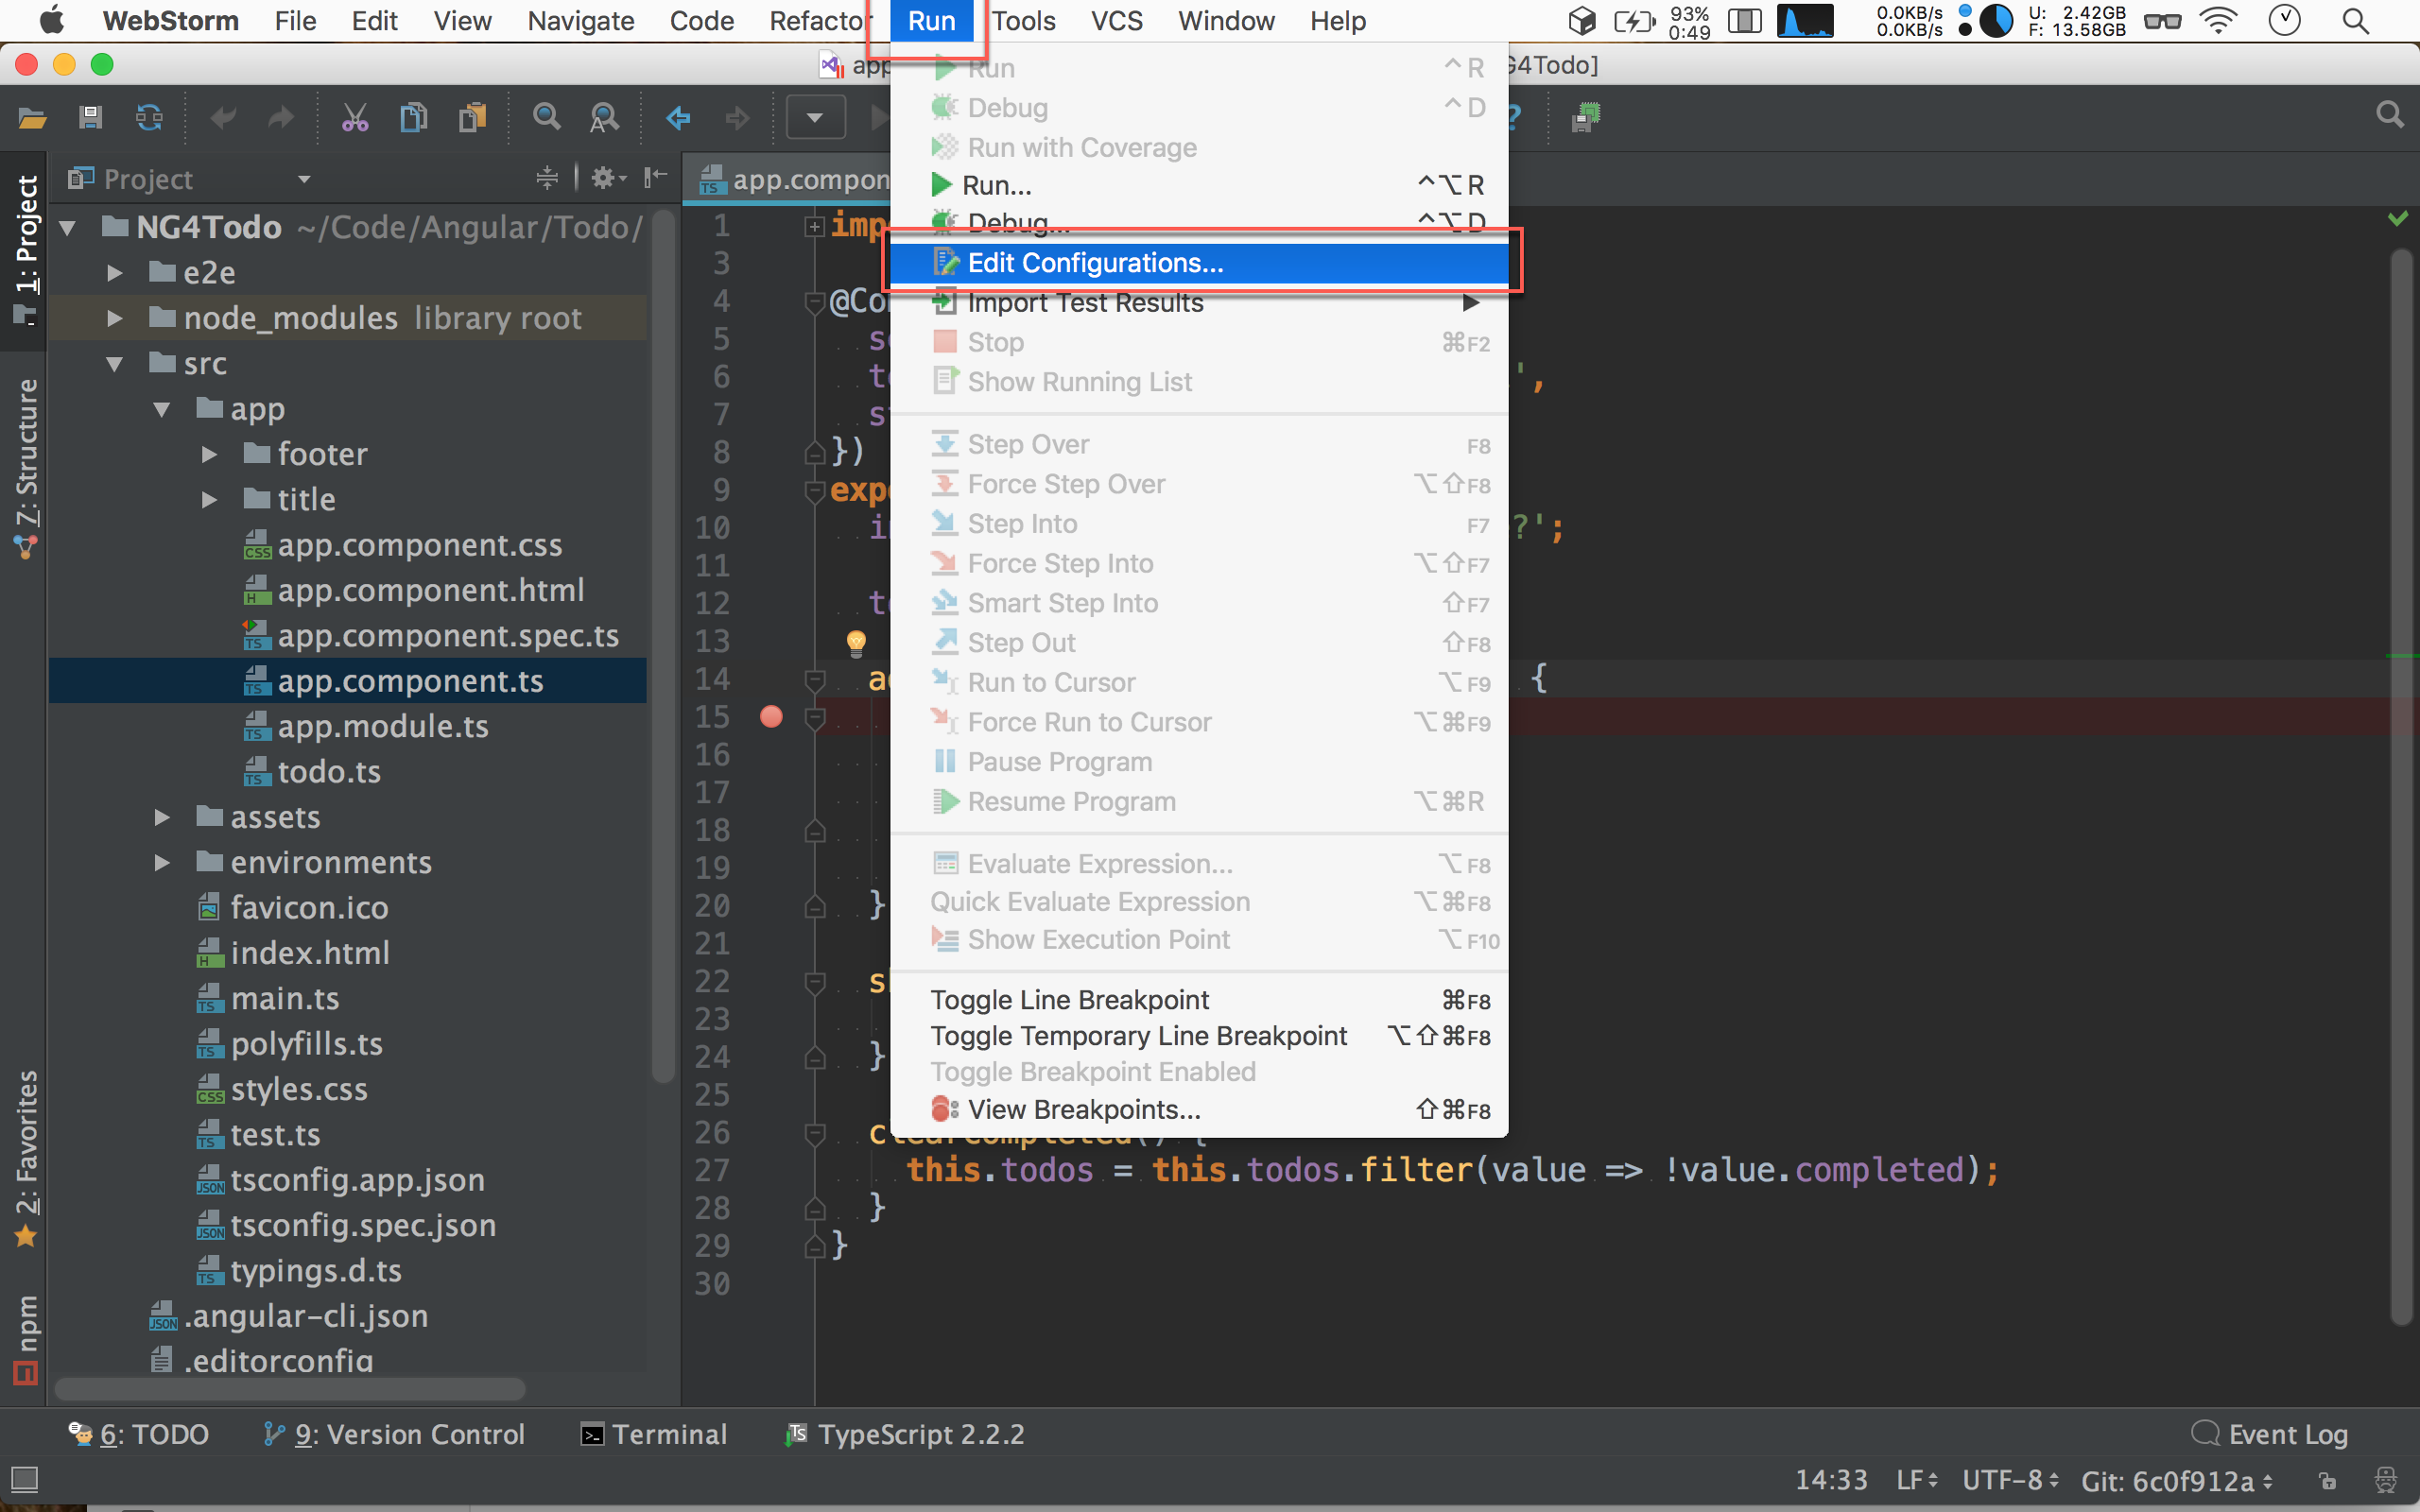 WebStorm File Edit View Navigate Code Refactor Run Tools VCS Window Help 93% 0:49 0.0KB/s 0.0KB/s U: 2.42GB F: 13.58GB
app G4Todo]
Project
app.compon
1: Project
7: Structure
2: Favorites
npm
NG4Todo ~/Code/Angular/Todo/
e2e
node_modules library root
src
app
footer
title
app.component.css
app.component.html
app.component.spec.ts
app.component.ts
app.module.ts
todo.ts
assets
environments
favicon.ico
index.html
main.ts
polyfills.ts
styles.css
test.ts
tsconfig.app.json
tsconfig.spec.json
typings.d.ts
.angular-cli.json
.editorconfig
Run ^R
Debug ^D
Run with Coverage
Run... ^⌥R
Debug... ^⌥D
Edit Configurations...
Import Test Results
Stop ⌘F2
Show Running List
Step Over F8
Force Step Over ⌥⇧F8
Step Into F7
Force Step Into ⌥⇧F7
Smart Step Into ⇧F7
Step Out ⇧F8
Run to Cursor ⌥F9
Force Run to Cursor ⌥⌘F9
Pause Program
Resume Program ⌥⌘R
Evaluate Expression... ⌥F8
Quick Evaluate Expression ⌥⌘F8
Show Execution Point ⌥F10
Toggle Line Breakpoint ⌘F8
Toggle Temporary Line Breakpoint ⌥⇧⌘F8
Toggle Breakpoint Enabled
View Breakpoints... ⇧⌘F8
1 imp
3
4 @Co
5 s
6 t ',
7 s
8 })
9 exp
10 i ?';
11
12 t
13
14 a {
15
16
17
18
19
20 }
21
22 s
23
24 }
25
26 clearCompleted() {
27 this.todos = this.todos.filter(value => !value.completed);
28 }
29 }
30
6: TODO 9: Version Control Terminal TypeScript 2.2.2 Event Log
14:33 LF UTF-8 Git: 6c0f912a